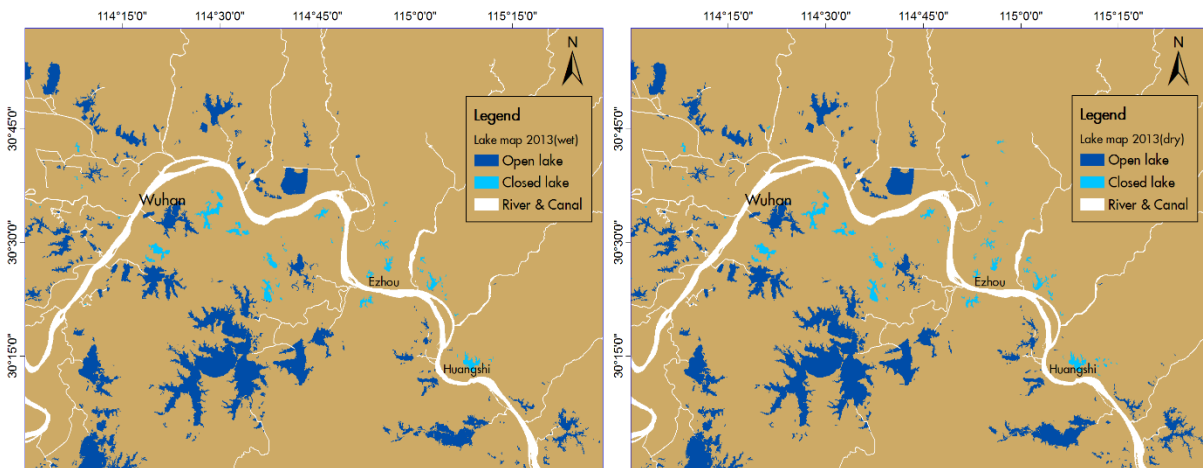 114°15'0" 114°30'0" 114°45'0" 115°0'0" 115°15'0"
N
30°45'0"
30°30'0"
30°15'0"
Legend
Lake map 2013(wet)
Open lake
Closed lake
River & Canal
Wuhan
Ezhou
Huangshi
114°15'0" 114°30'0" 114°45'0" 115°0'0" 115°15'0"
N
30°45'0"
30°30'0"
30°15'0"
Legend
Lake map 2013(dry)
Open lake
Closed lake
River & Canal
Wuhan
Ezhou
Huangshi